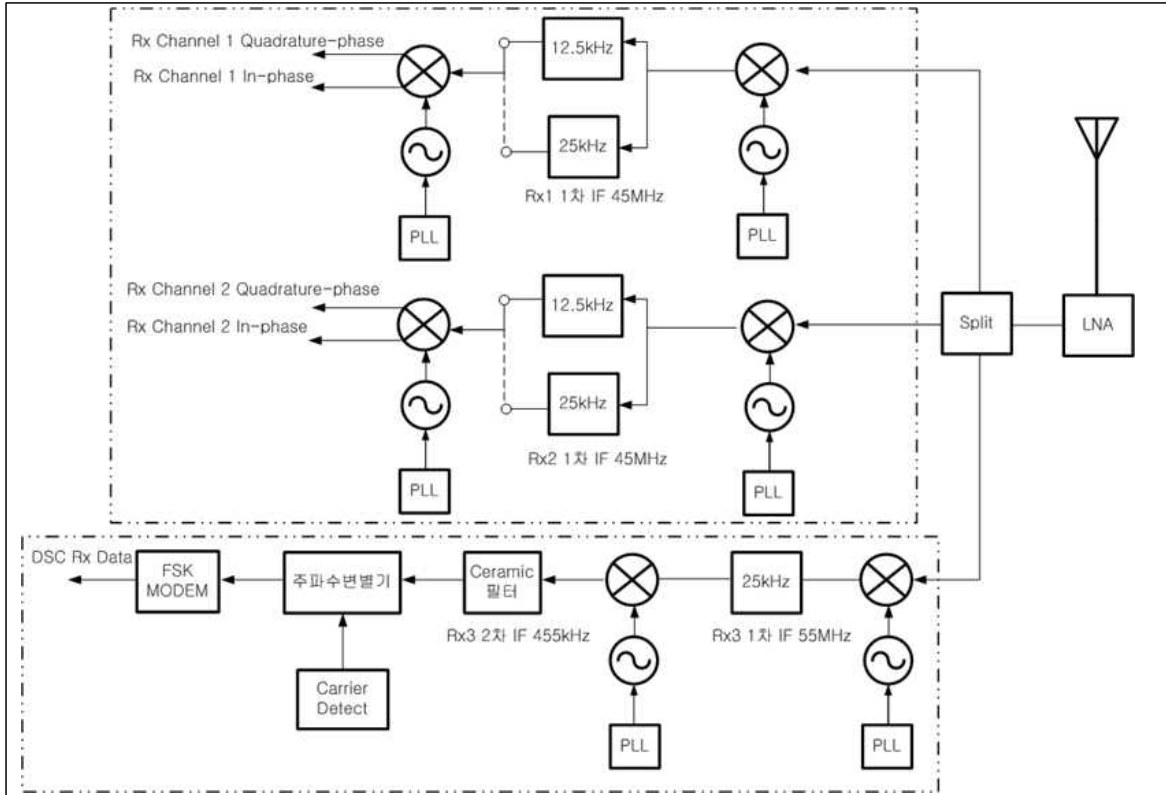 Rx Channel 1 Quadrature-phase
Rx Channel 1 In-phase
12.5kHz
25kHz
Rx1 1차 IF 45MHz
PLL
PLL
Rx Channel 2 Quadrature-phase
Rx Channel 2 In-phase
12.5kHz
25kHz
Rx2 1차 IF 45MHz
PLL
PLL
Split
LNA
DSC Rx Data
FSK
MODEM
주파수변별기
Ceramic
필터
25kHz
Rx3 2차 IF 455kHz
Rx3 1차 IF 55MHz
Carrier
Detect
PLL
PLL